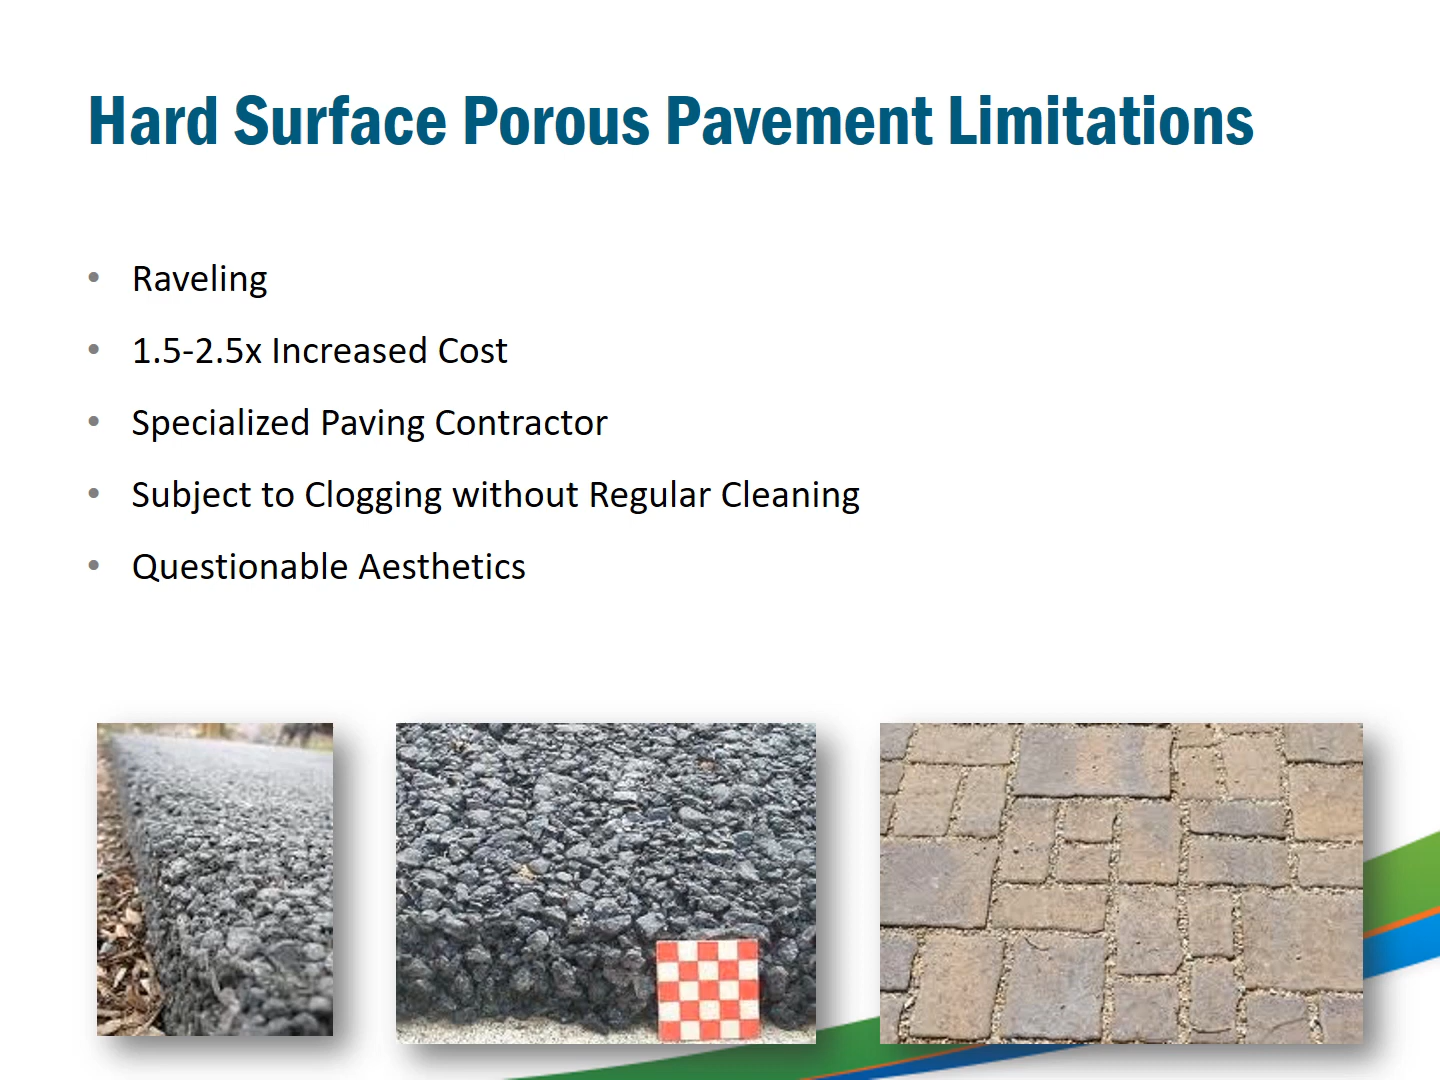 Hard Surface Porous Pavement Limitations
• Raveling
• 1.5-2.5x Increased Cost
• Specialized Paving Contractor
• Subject to Clogging without Regular Cleaning
• Questionable Aesthetics